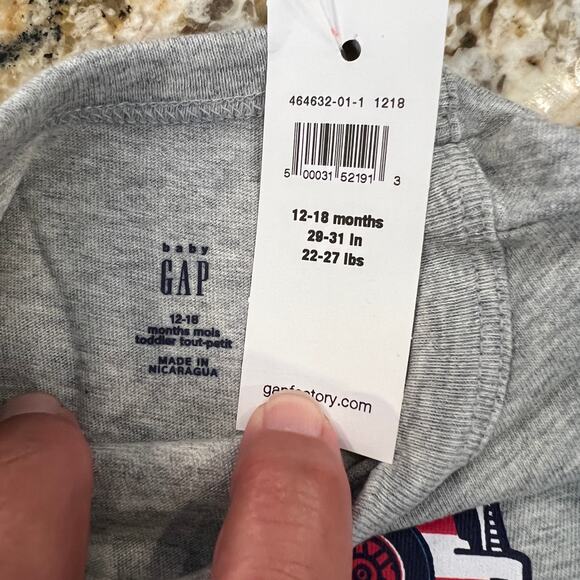 464632-01-1 1218
5 00031 52191 3
12-18 months
29-31 in
22-27 lbs
baby
GAP
12-18
months mois
toddler tout-petit
MADE IN
NICARAGUA
gapfactory.com